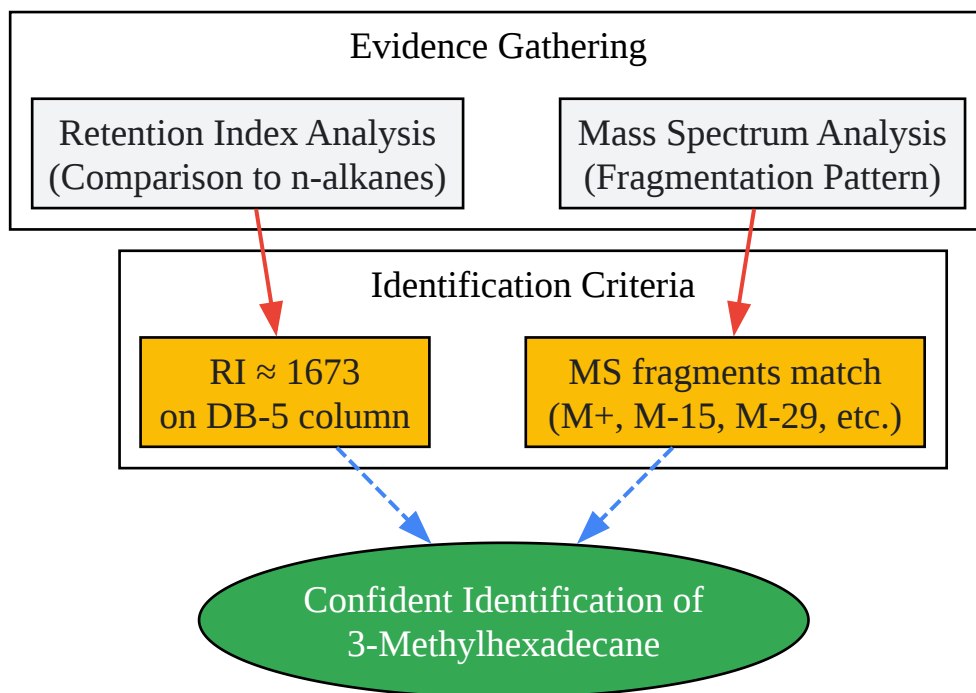 Evidence Gathering
Retention Index Analysis
(Comparison to n-alkanes)
Mass Spectrum Analysis
(Fragmentation Pattern)
Identification Criteria
RI ≈ 1673
on DB-5 column
MS fragments match
(M+, M-15, M-29, etc.)
Confident Identification of
3-Methylhexadecane